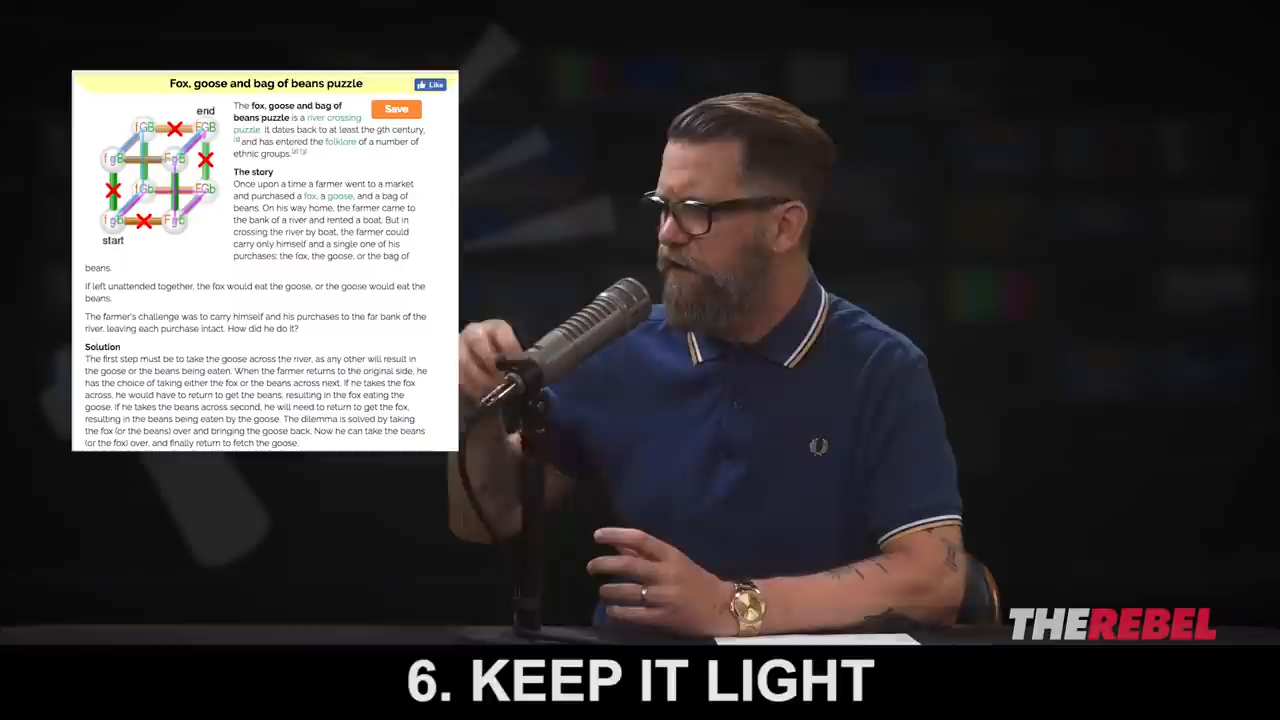 Fox, goose and bag of beans puzzle
Like
end
The fox, goose and bag of
beans puzzle is a river crossing
puzzle. It dates back to at least the 9th century,
[1] and has entered the folklore of a number of
ethnic groups.[2][3]
Save
fGB
FGB
fgB
FgB
fGb
FGb
fgb
Fgb
start
The story
Once upon a time a farmer went to a market
and purchased a fox, a goose, and a bag of
beans. On his way home, the farmer came to
the bank of a river and rented a boat. But in
crossing the river by boat, the farmer could
carry only himself and a single one of his
purchases: the fox, the goose, or the bag of
beans.
If left unattended together, the fox would eat the goose, or the goose would eat the
beans.
The farmer's challenge was to carry himself and his purchases to the far bank of the
river, leaving each purchase intact. How did he do it?
Solution
The first step must be to take the goose across the river, as any other will result in
the goose or the beans being eaten. When the farmer returns to the original side, he
has the choice of taking either the fox or the beans across next. If he takes the fox
across, he would have to return to get the beans, resulting in the fox eating the
goose. If he takes the beans across second, he will need to return to get the fox,
resulting in the beans being eaten by the goose. The dilemma is solved by taking
the fox (or the beans) over and bringing the goose back. Now he can take the beans
(or the fox) over, and finally return to fetch the goose.
THEREBEL
6. KEEP IT LIGHT